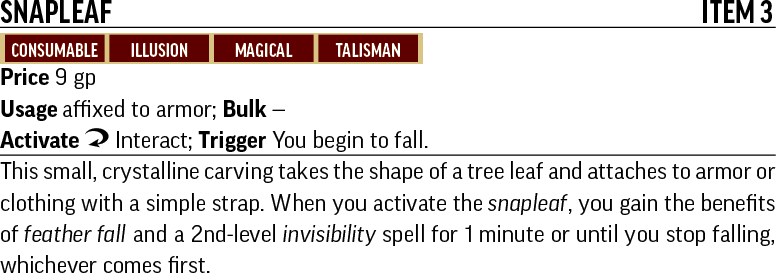 SNAPLEAF ITEM 3
CONSUMABLE ILLUSION MAGICAL TALISMAN
Price 9 gp
Usage affixed to armor; Bulk —
Activate Interact; Trigger You begin to fall.
This small, crystalline carving takes the shape of a tree leaf and attaches to armor or
clothing with a simple strap. When you activate the snapleaf, you gain the benefits
of feather fall and a 2nd-level invisibility spell for 1 minute or until you stop falling,
whichever comes first.